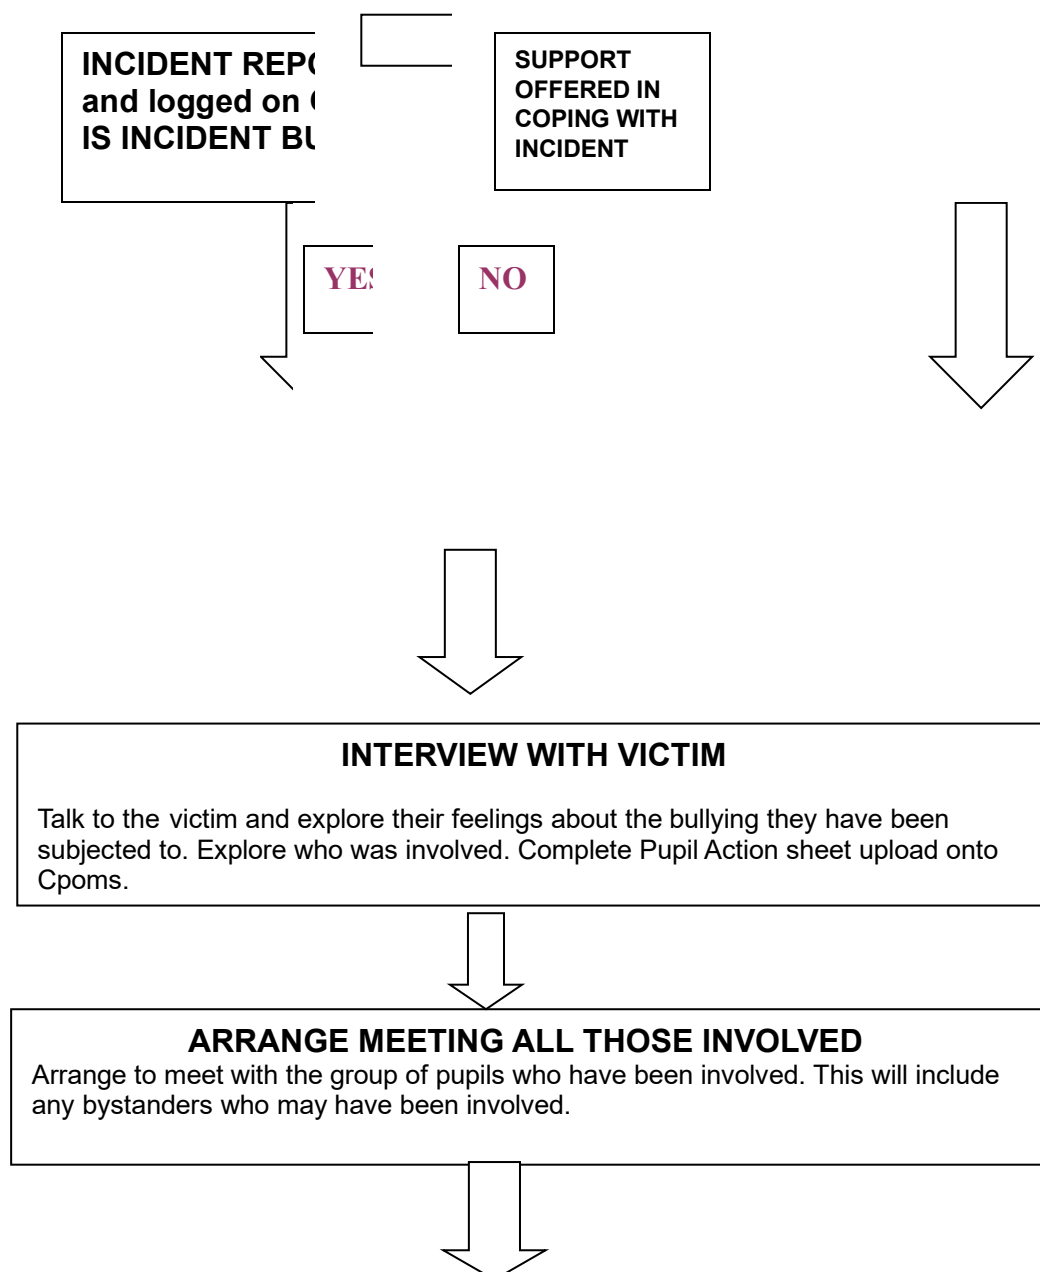 INCIDENT
and logged on
IS INCIDENT
SUPPORT
OFFERED IN
COPING WITH
INCIDENT
NO
INTERVIEW WITH VICTIM
Talk to the victim and explore their feelings about the bullying they have been
subjected to. Explore who was involved. Complete Pupil Action sheet upload onto
Cpoms.
ARRANGE MEETING ALL THOSE INVOLVED
Arrange to meet with the group of pupils who have been involved. This will include
any bystanders who may have been involved.